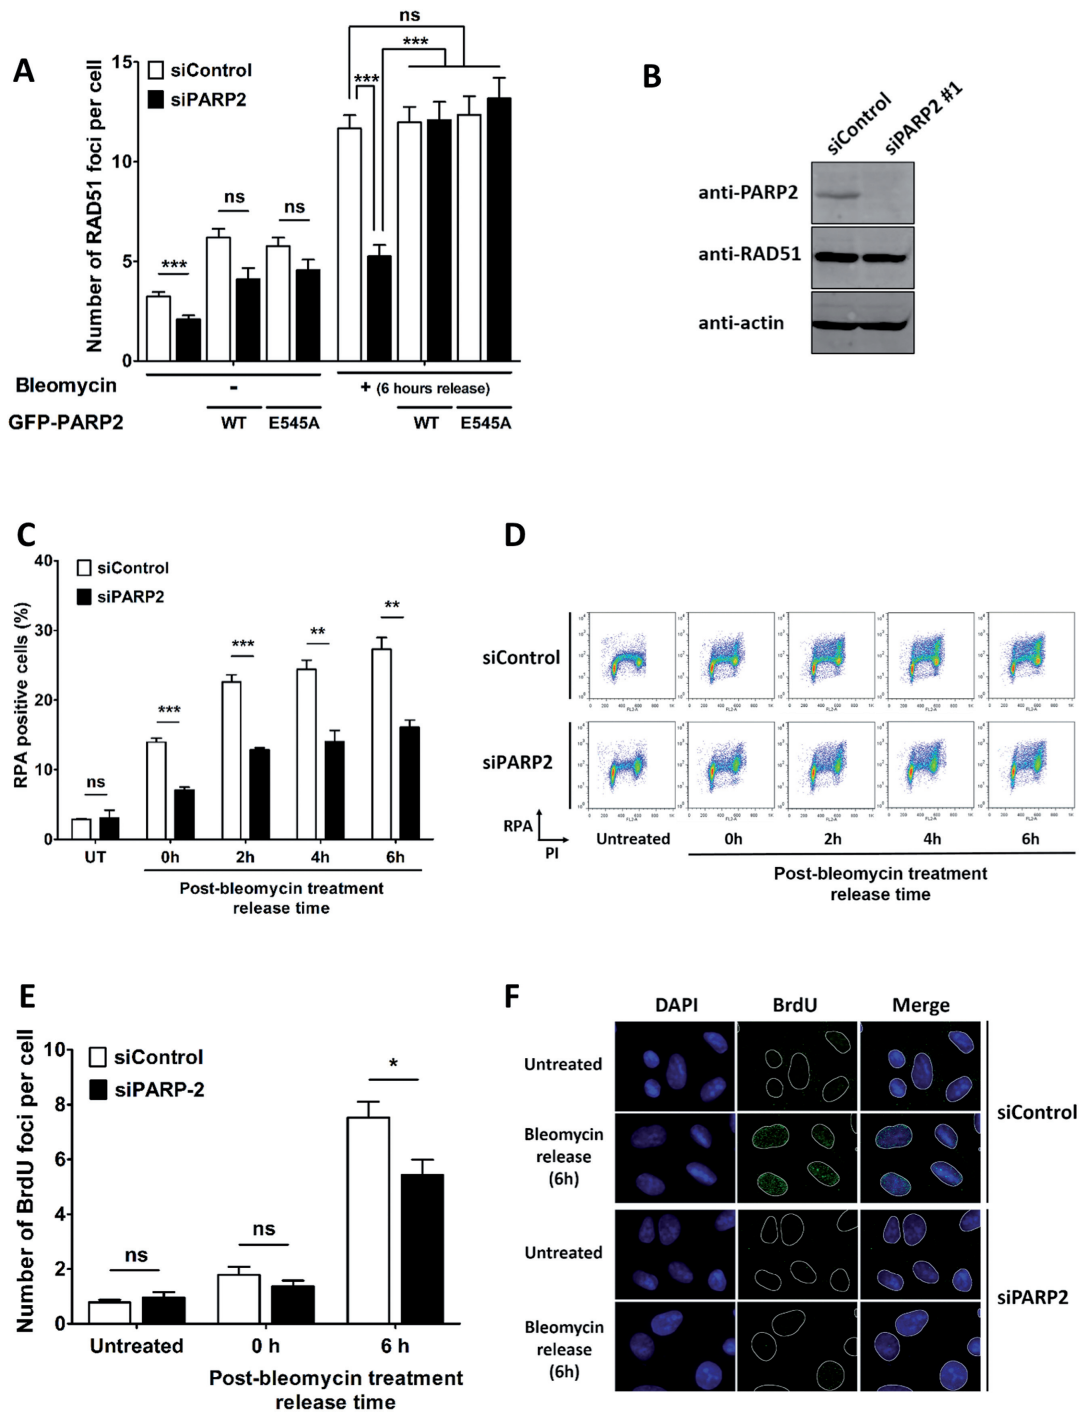 A
Number of RAD51 foci per cell
15
10
5
0
siControl
siPARP2
***
ns
ns
ns
***
***
Bleomycin
-
+ (6 hours release)
GFP-PARP2
WT
E545A
WT
E545A
B
siControl
siPARP2 #1
anti-PARP2
anti-RAD51
anti-actin
C
RPA positive cells (%)
40
30
20
10
0
siControl
siPARP2
ns
***
***
**
**
UT
0h
2h
4h
6h
Post-bleomycin treatment
release time
D
siControl
siPARP2
RPA
PI
Untreated
0h
2h
4h
6h
Post-bleomycin treatment
release time
E
Number of BrdU foci per cell
10
8
6
4
2
0
siControl
siPARP-2
ns
ns
*
Untreated
0 h
6 h
Post-bleomycin treatment
release time
F
DAPI
BrdU
Merge
Untreated
Bleomycin
release
(6h)
siControl
Untreated
Bleomycin
release
(6h)
siPARP2